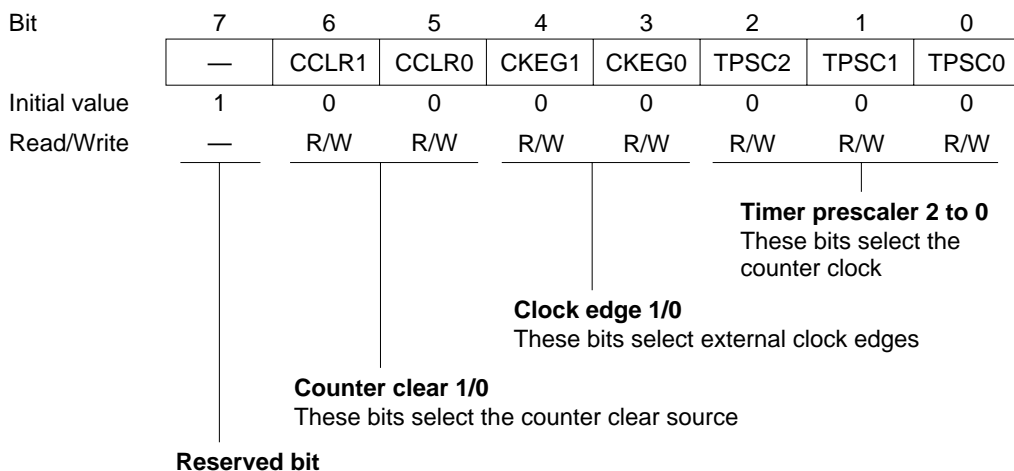 Bit 7 6 5 4 3 2 1 0
— CCLR1 CCLR0 CKEG1 CKEG0 TPSC2 TPSC1 TPSC0
Initial value 1 0 0 0 0 0 0 0
Read/Write — R/W R/W R/W R/W R/W R/W R/W
Timer prescaler 2 to 0
These bits select the
counter clock
Clock edge 1/0
These bits select external clock edges
Counter clear 1/0
These bits select the counter clear source
Reserved bit